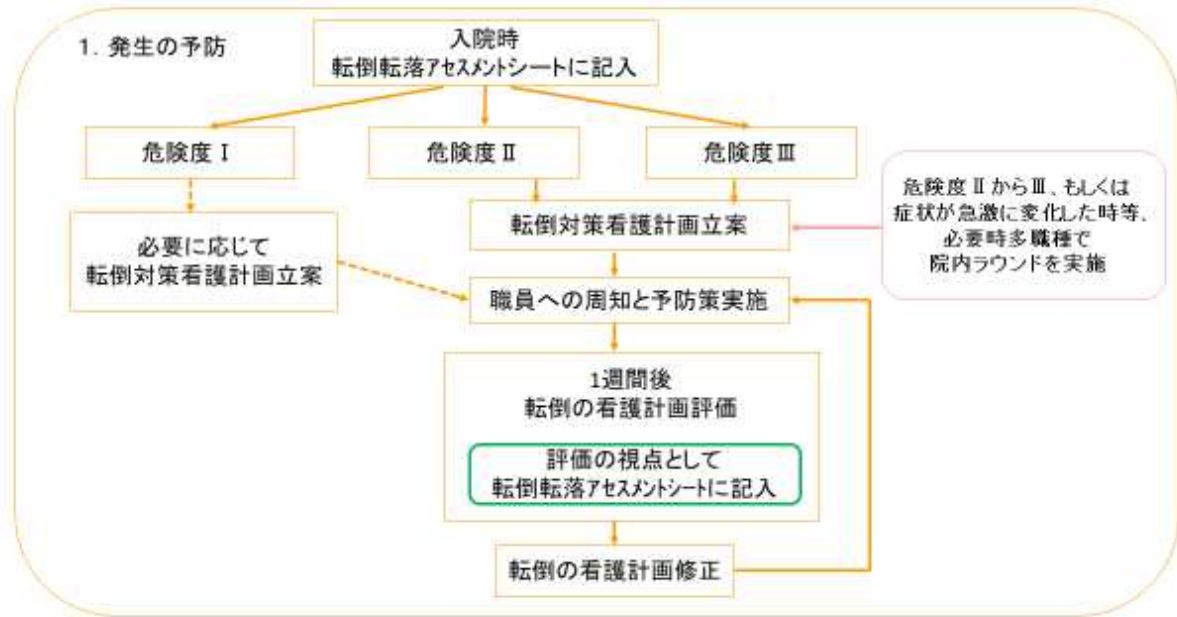 1. 発生の予防
入院時
転倒転落ｱｾｽﾒﾝﾄシートに記入
危険度Ⅰ
危険度Ⅱ
危険度Ⅲ
危険度Ⅱ からⅢ、もしくは
症状が急激に変化した時等、
必要時多職種で
院内ラウンドを実施
転倒対策看護計画立案
必要に応じて
転倒対策看護計画立案
職員への周知と予防策実施
1週間後
転倒の看護計画評価
評価の視点として
転倒転落ｱｾｽﾒﾝﾄシートに記入
転倒の看護計画修正